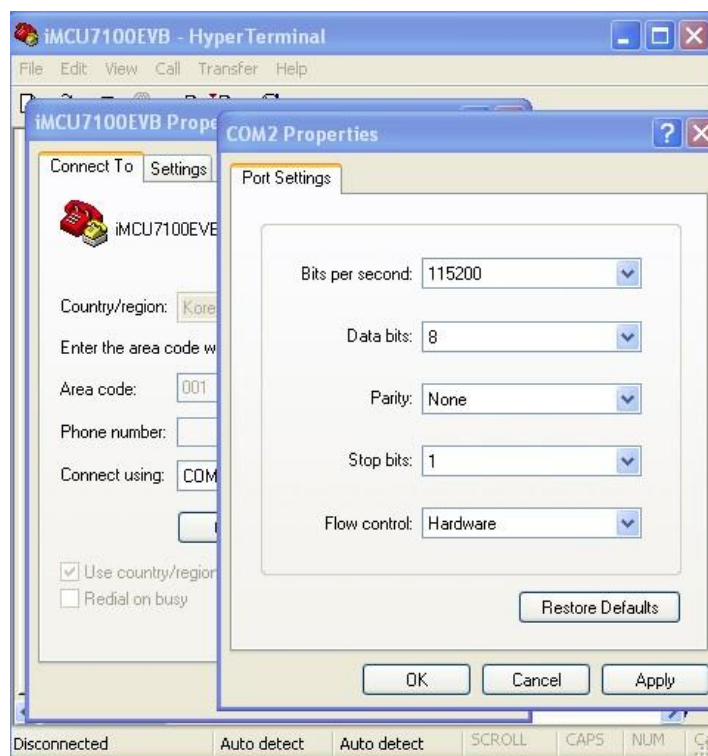 iMCU7100EVB - HyperTerminal
File Edit View Call Transfer Help
iMCU7100EVB Prope
COM2 Properties
Connect To Settings
Port Settings
iMCU7100EVB
Bits per second: 115200
Country/region: Kore
Data bits: 8
Enter the area code w
Area code: 001
Parity: None
Phone number:
Stop bits: 1
Connect using: COM
Flow control: Hardware
Use country/region
Redial on busy
Restore Defaults
OK Cancel Apply
Disconnected Auto detect Auto detect SCROLL CAPS NUM